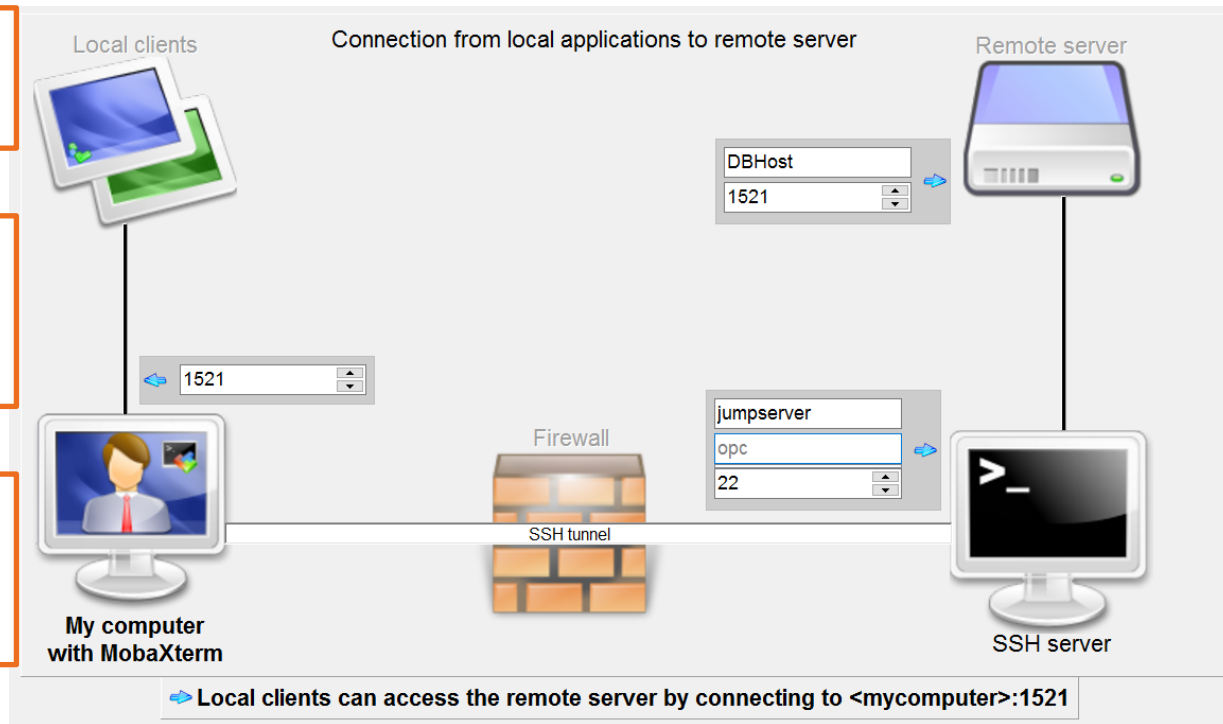 Connection from local applications to remote server
Local clients
Remote server
DBHost
1521
1521
jumpserver
opc
22
Firewall
SSH tunnel
>_
My computer
with MobaXterm
SSH server
Local clients can access the remote server by connecting to <mycomputer>:1521